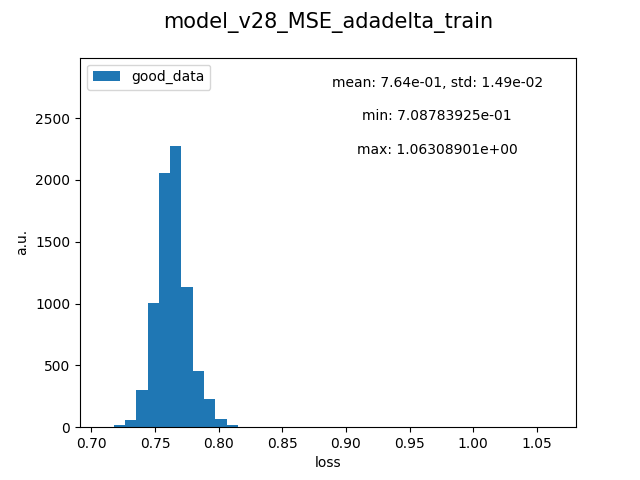 model_v28_MSE_adadelta_train
good_data
mean: 7.64e-01, std: 1.49e-02
min: 7.08783925e-01
max: 1.06308901e+00
2500
2000
1500
1000
500
0
a.u.
0.70 0.75 0.80 0.85 0.90 0.95 1.00 1.05
loss